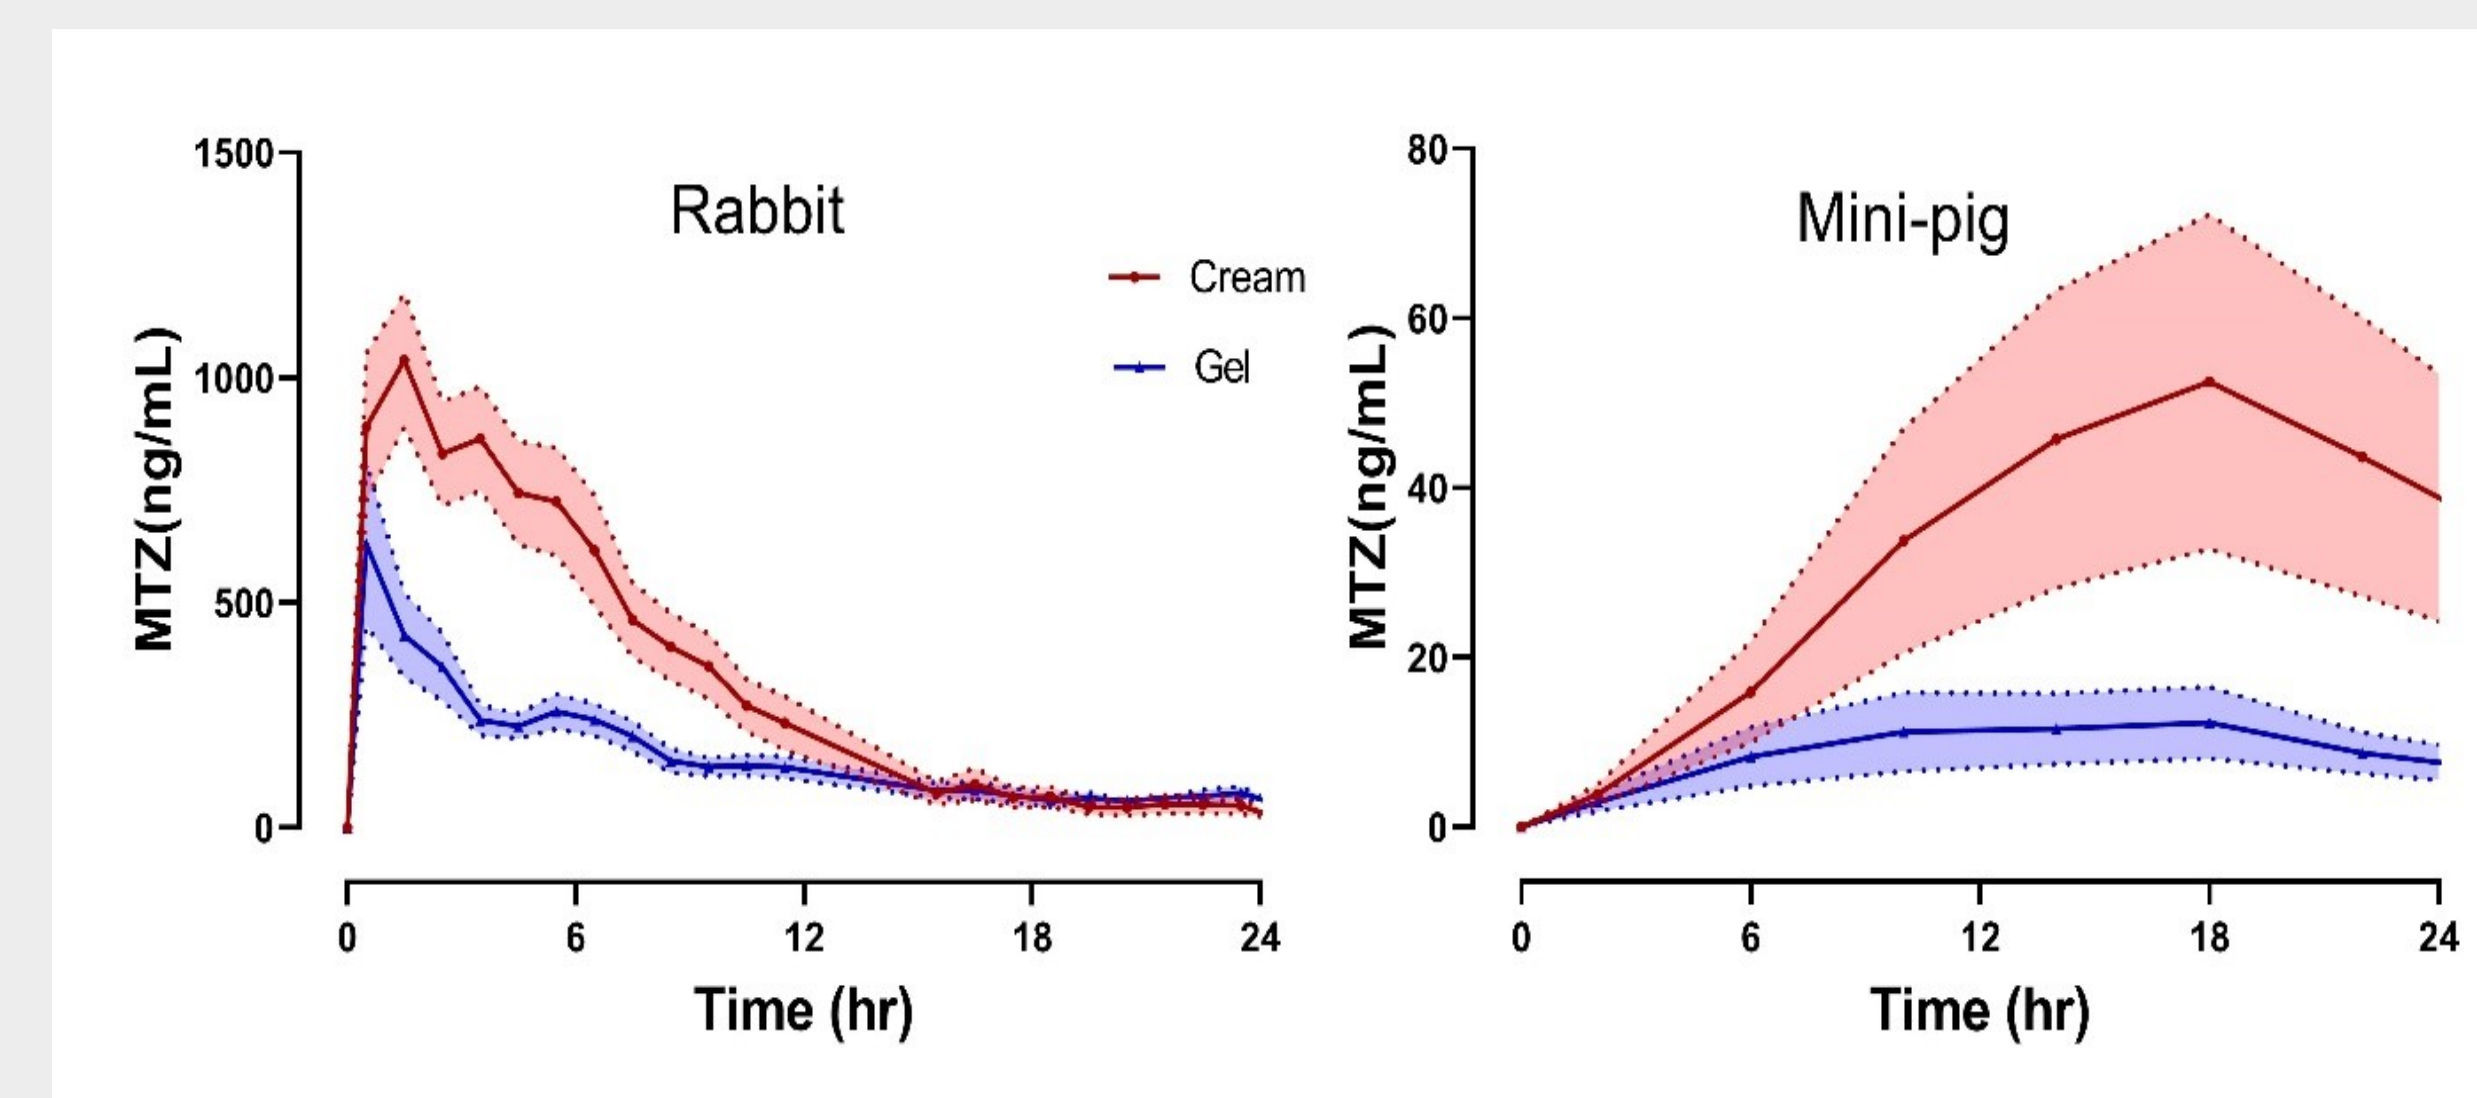 Rabbit
MTZ(ng/mL)
1500
1000
500
0
Cream
Gel
0 6 12 18 24
Time (hr)
Mini-pig
MTZ(ng/mL)
80
60
40
20
0
0 6 12 18 24
Time (hr)